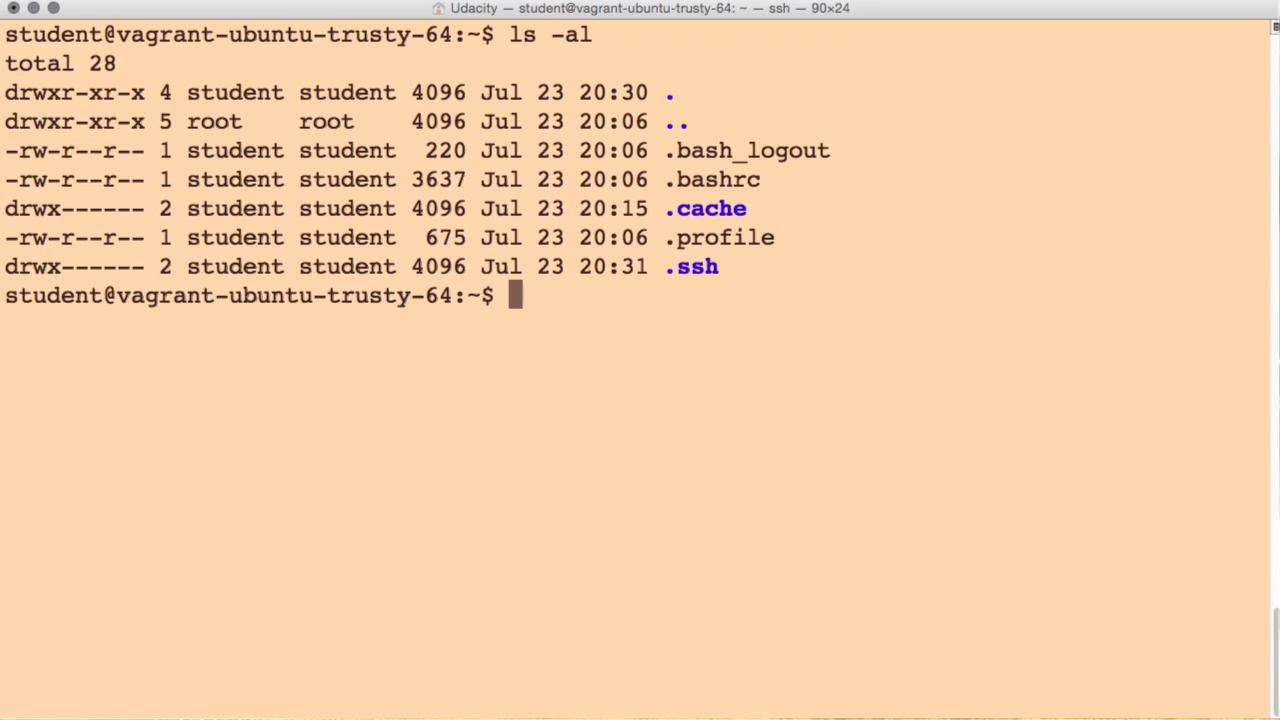 Udacity — student@vagrant-ubuntu-trusty-64: ~ — ssh — 90×24
student@vagrant-ubuntu-trusty-64:~$ ls -al
total 28
drwxr-xr-x 4 student student 4096 Jul 23 20:30 .
drwxr-xr-x 5 root    root    4096 Jul 23 20:06 ..
-rw-r--r-- 1 student student  220 Jul 23 20:06 .bash_logout
-rw-r--r-- 1 student student 3637 Jul 23 20:06 .bashrc
drwx------ 2 student student 4096 Jul 23 20:15 .cache
-rw-r--r-- 1 student student  675 Jul 23 20:06 .profile
drwx------ 2 student student 4096 Jul 23 20:31 .ssh
student@vagrant-ubuntu-trusty-64:~$